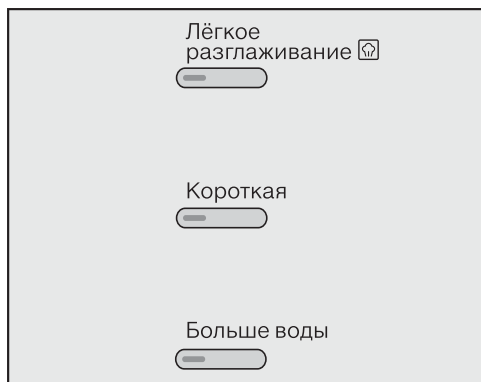 Лёгкое
разглаживание
Короткая
Больше воды